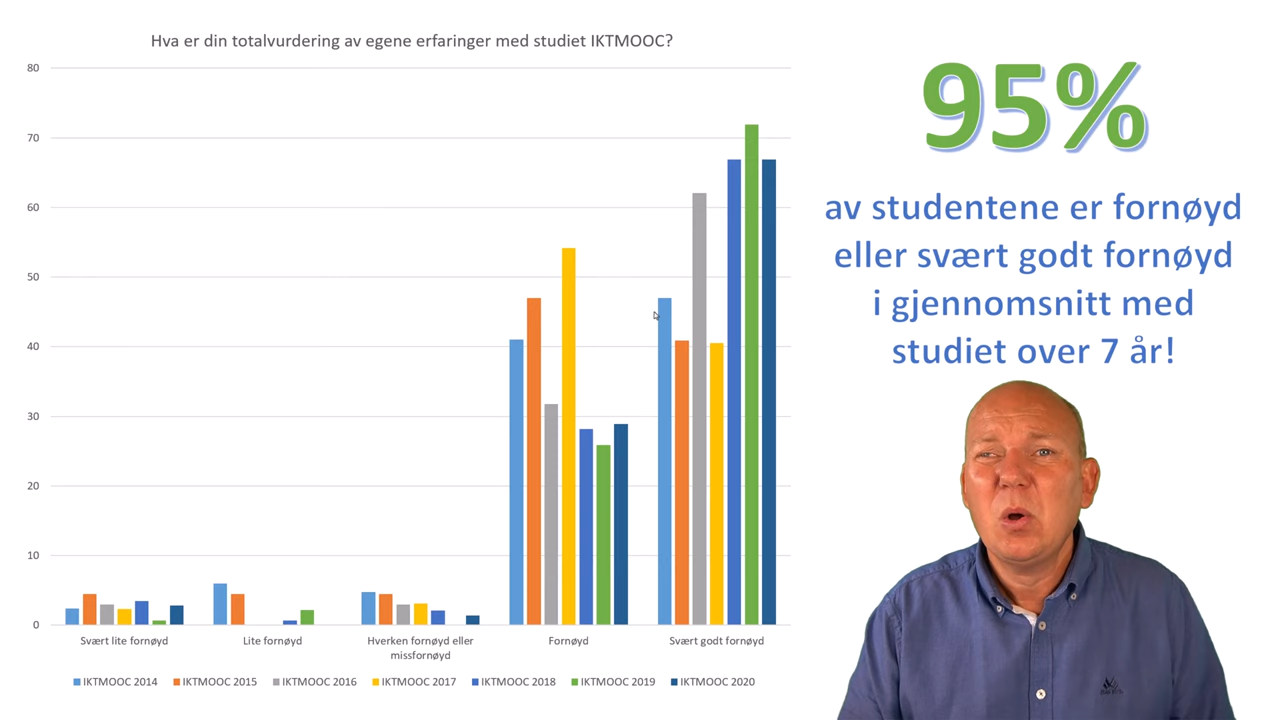 Hva er din totalvurdering av egene erfaringer med studiet IKTMOOC?
80
70
60
50
40
30
20
10
0
Svært lite fornøyd
Lite fornøyd
Hverken fornøyd eller
missfornøyd
Fornøyd
Svært godt fornøyd
IKTMOOC 2014
IKTMOOC 2015
IKTMOOC 2016
IKTMOOC 2017
IKTMOOC 2018
IKTMOOC 2019
IKTMOOC 2020
95%
av studentene er fornøyd
eller svært godt fornøyd
i gjennomsnitt med
studiet over 7 år!